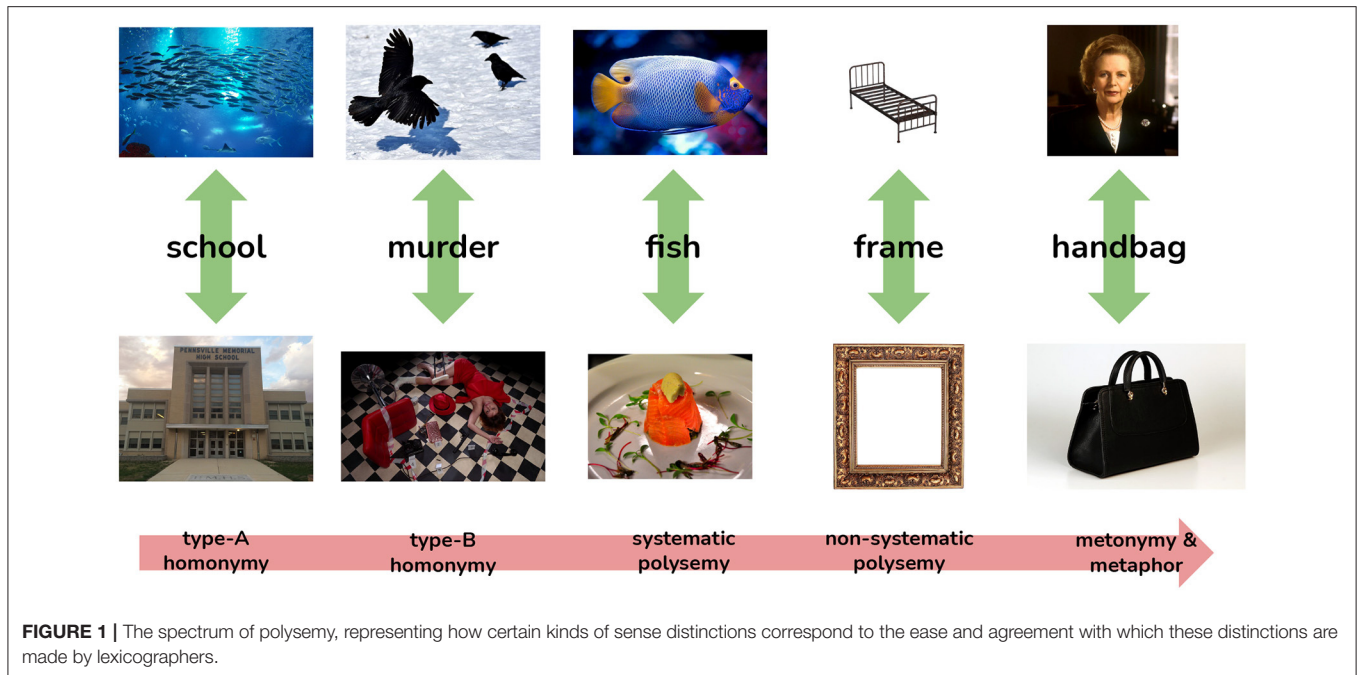 school
murder
fish
frame
handbag
PENNSVILLE MEMORIAL
HIGH SCHOOL
type-A
homonymy
type-B
homonymy
systematic
polysemy
non-systematic
polysemy
metonymy &
metaphor
FIGURE 1 | The spectrum of polysemy, representing how certain kinds of sense distinctions correspond to the ease and agreement with which these distinctions are
made by lexicographers.